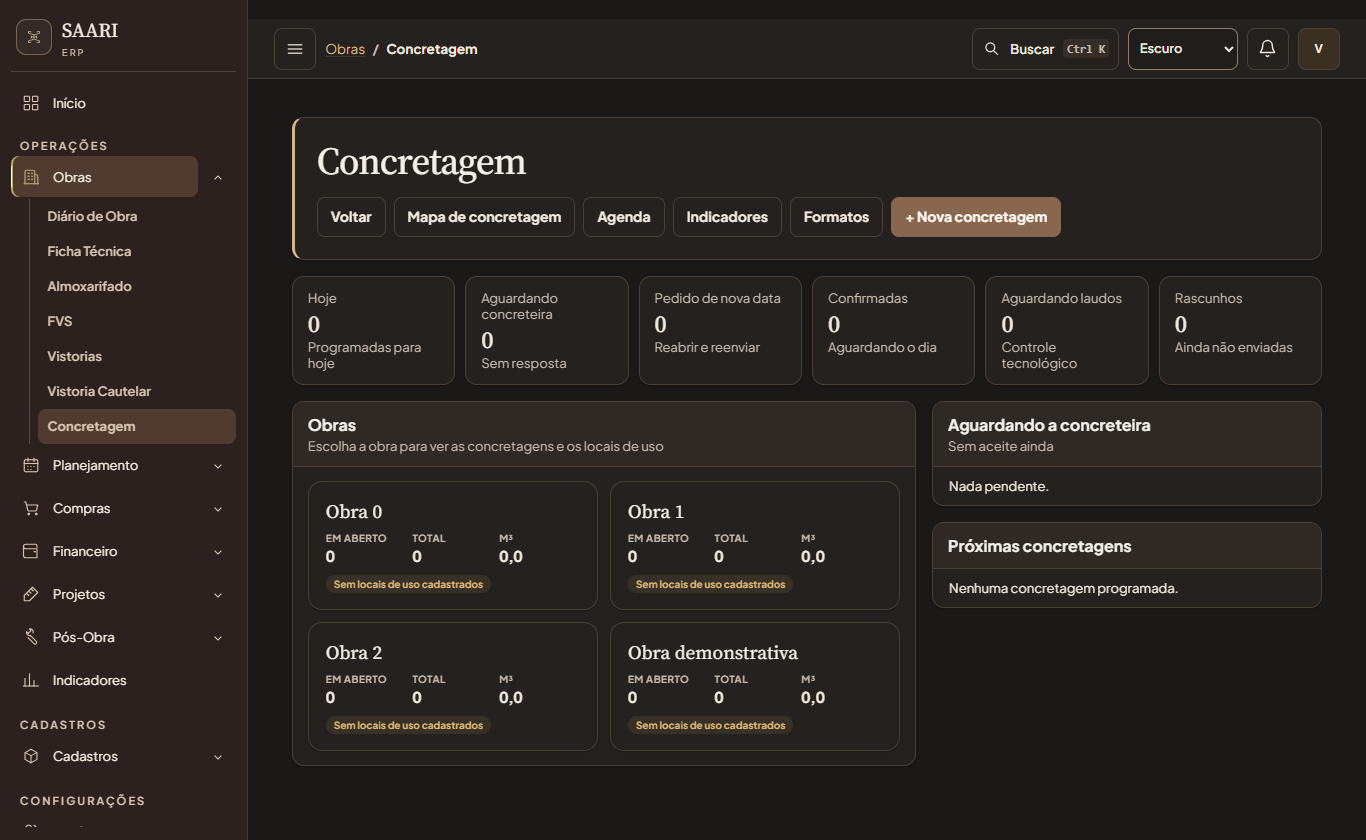 SAARI
ERP
Início
OPERAÇÕES
Obras
Diário de Obra
Ficha Técnica
Almoxarifado
FVS
Vistorias
Vistoria Cautelar
Concretagem
Planejamento
Compras
Financeiro
Projetos
Pós-Obra
Indicadores
CADASTROS
Cadastros
CONFIGURAÇÕES
Obras / Concretagem
Buscar Ctrl K
Escuro
V
Concretagem
Voltar
Mapa de concretagem
Agenda
Indicadores
Formatos
+ Nova concretagem
Hoje
0
Programadas para
hoje
Aguardando
concreteira
0
Sem resposta
Pedido de nova data
0
Reabrir e reenviar
Confirmadas
0
Aguardando o dia
Aguardando laudos
0
Controle
tecnológico
Rascunhos
0
Ainda não enviadas
Obras
Escolha a obra para ver as concretagens e os locais de uso
Obra 0
EM ABERTO TOTAL M³
0 0 0,0
Sem locais de uso cadastrados
Obra 1
EM ABERTO TOTAL M³
0 0 0,0
Sem locais de uso cadastrados
Obra 2
EM ABERTO TOTAL M³
0 0 0,0
Sem locais de uso cadastrados
Obra demonstrativa
EM ABERTO TOTAL M³
0 0 0,0
Sem locais de uso cadastrados
Aguardando a concreteira
Sem aceite ainda
Nada pendente.
Próximas concretagens
Nenhuma concretagem programada.